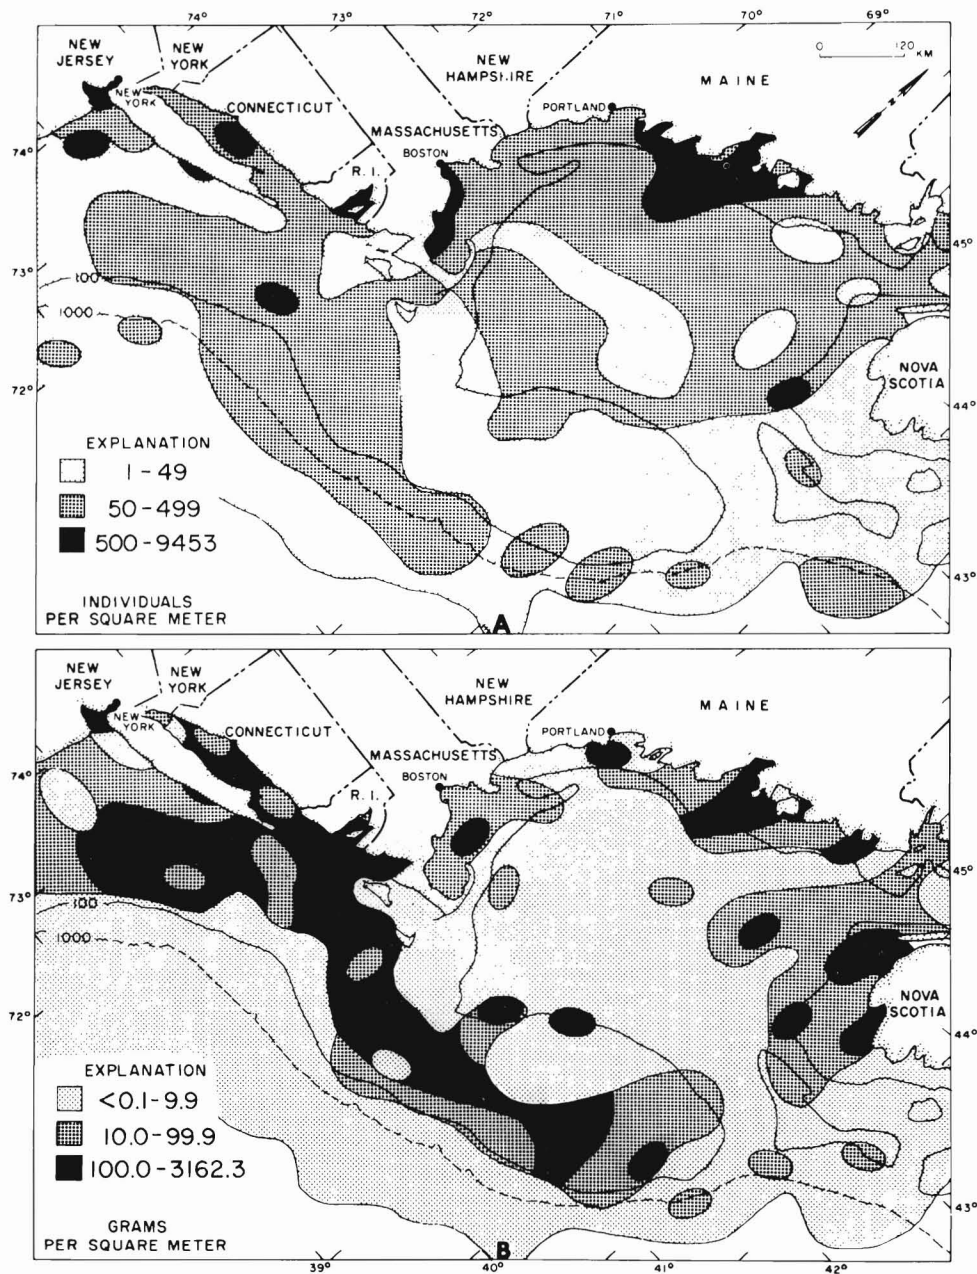 74° 73° 72° 71° 70° 69°
NEW JERSEY
NEW YORK
NEW YORK
CONNECTICUT
R. I.
MASSACHUSETTS
BOSTON
NEW HAMPSHIRE
PORTLAND
MAINE
0 120 KM
N
74°
73°
100
1000
72°
45°
NOVA SCOTIA
44°
43°
EXPLANATION
1-49
50-499
500-9453
INDIVIDUALS PER SQUARE METER
A
NEW JERSEY
NEW YORK
NEW YORK
CONNECTICUT
R. I.
MASSACHUSETTS
BOSTON
NEW HAMPSHIRE
PORTLAND
MAINE
74°
73°
100
1000
72°
45°
NOVA SCOTIA
44°
43°
EXPLANATION
<0.1-9.9
10.0-99.9
100.0-3162.3
GRAMS PER SQUARE METER
B
39° 40° 41° 42°